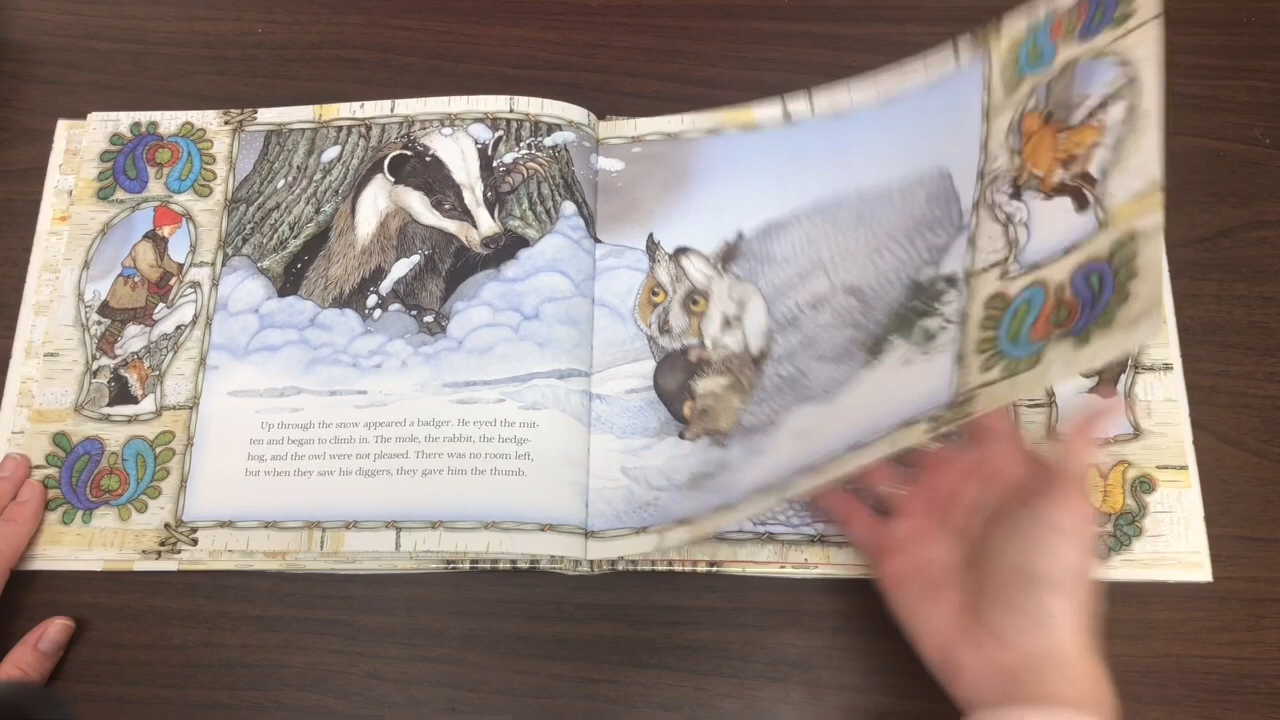 Up through the snow appeared a badger. He eyed the mit-
ten and began to climb in. The mole, the rabbit, the hedge-
hog, and the owl were not pleased. There was no room left,
but when they saw his diggers, they gave him the thumb.